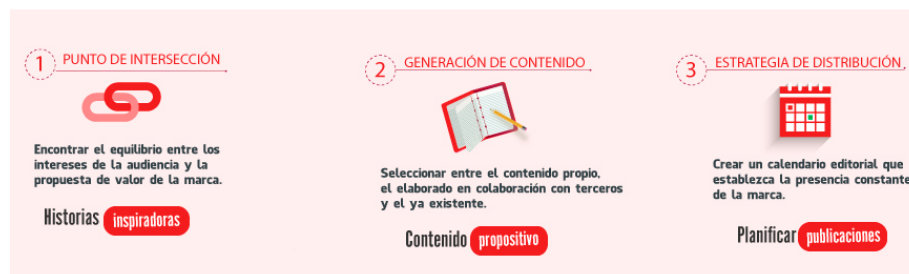 1 PUNTO DE INTERSECCIÓN
Encontrar el equilibrio entre los
intereses de la audiencia y la
propuesta de valor de la marca.
Historias inspiradoras
2 GENERACIÓN DE CONTENIDO
Seleccionar entre el contenido propio,
el elaborado en colaboración con terceros
y el ya existente.
Contenido propositivo
3 ESTRATEGIA DE DISTRIBUCIÓN
Crear un calendario editorial que
establezca la presencia constante
de la marca.
Planificar publicaciones